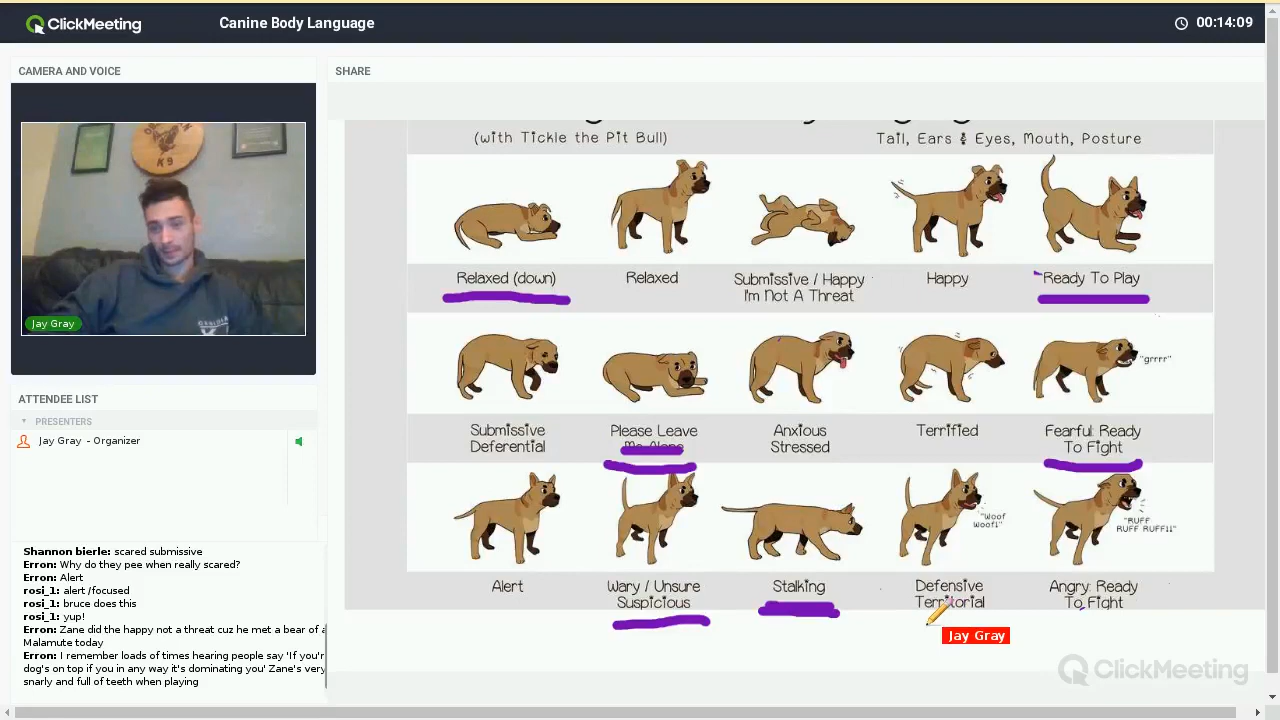 ClickMeeting
Canine Body Language
00:14:09
CAMERA AND VOICE
SHARE
K9
Jay Gray
ATTENDEE LIST
PRESENTERS
Jay Gray - Organizer
Shannon bierle: scared submissive
Erron: Why do they pee when really scared?
Erron: Alert
rosi_1: alert /focused
rosi_1: bruce does this
rosi_1: yup!
Erron: Zane did the happy not a threat cuz he met a bear of a
Malamute today
Erron: I remember loads of times hearing people say 'If you'r
dog's on top if you in any way it's dominating you' Zane's very
snarly and full of teeth when playing
(with Tickle the Pit Bull)
Tail, Ears & Eyes, Mouth, Posture
Relaxed (down)
Relaxed
Submissive / Happy
I'm Not A Threat
Happy
Ready To Play
"grrrr"
Submissive
Deferential
Please Leave
Me Alone
Anxious
Stressed
Terrified
Fearful: Ready
To Fight
"Woof
Woof!"
"RUFF
RUFF RUFF!!"
Alert
Wary / Unsure
Suspicious
Stalking
Defensive
Territorial
Angry: Ready
To Fight
Jay Gray
ClickMeeting